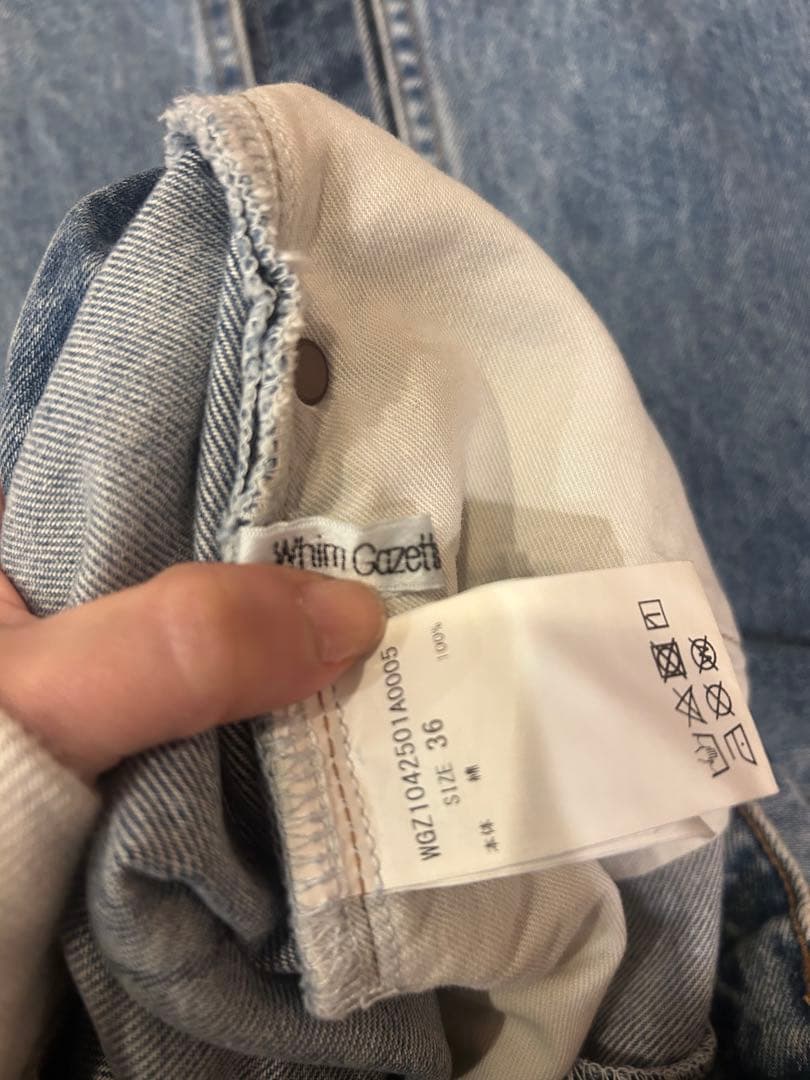 Whim Gazett
WGZ1042501A0005
SIZE 36
本体 綿 100%